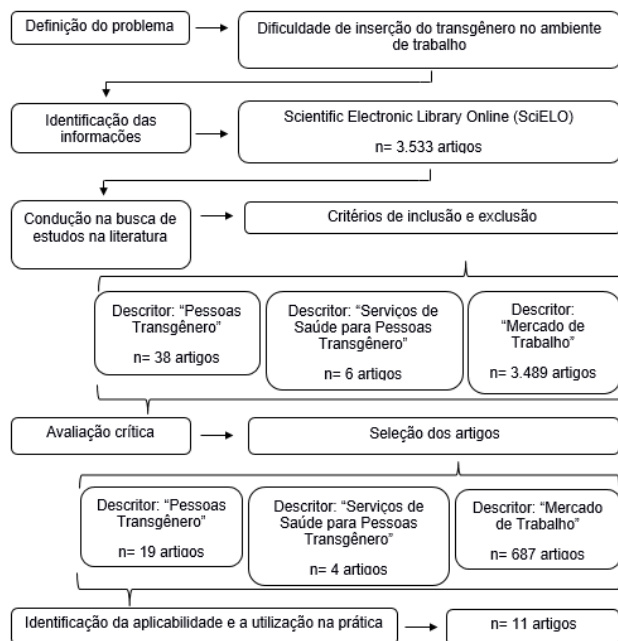 Definição do problema
Dificuldade de inserção do transgênero no ambiente
de trabalho
Identificação das
informações
Scientific Electronic Library Online (SciELO)
n= 3.533 artigos
Condução na busca de
estudos na literatura
Critérios de inclusão e exclusão
Descritor: “Pessoas
Transgênero”
n= 38 artigos
Descritor: “Serviços de
Saúde para Pessoas
Transgênero”
n= 6 artigos
Descritor:
“Mercado de
Trabalho”
n= 3.489 artigos
Avaliação crítica
Seleção dos artigos
Descritor: “Pessoas
Transgênero”
n= 19 artigos
Descritor: “Serviços de
Saúde para Pessoas
Transgênero”
n= 4 artigos
Descritor: “Mercado
de Trabalho”
n= 687 artigos
Identificação da aplicabilidade e a utilização na prática
n= 11 artigos